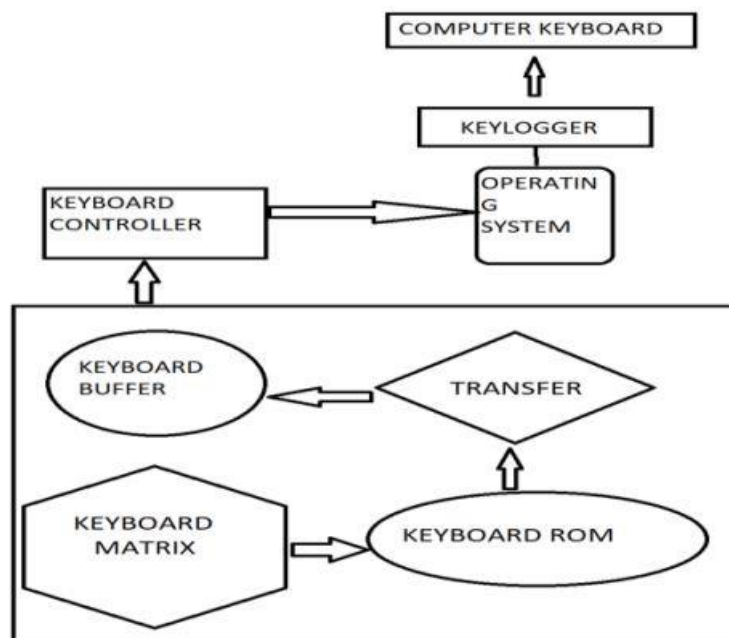 COMPUTER KEYBOARD
KEYLOGGER
KEYBOARD
CONTROLLER
OPERATIN
G
SYSTEM
KEYBOARD
BUFFER
TRANSFER
KEYBOARD
MATRIX
KEYBOARD ROM